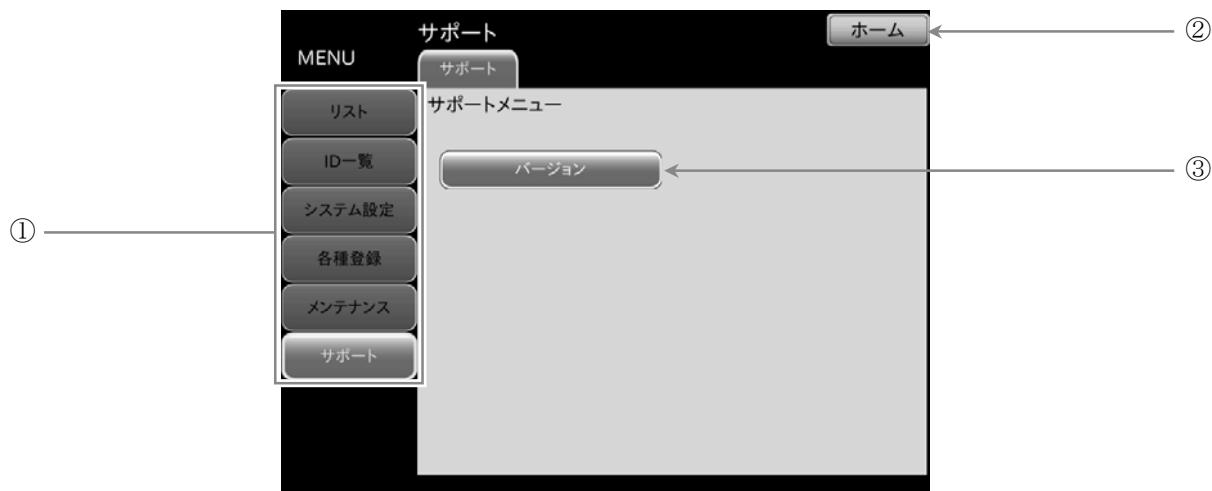 サポート
ホーム
②
MENU
サポート
リスト
サポートメニュー
ID一覧
バージョン
③
システム設定
①
各種登録
メンテナンス
サポート